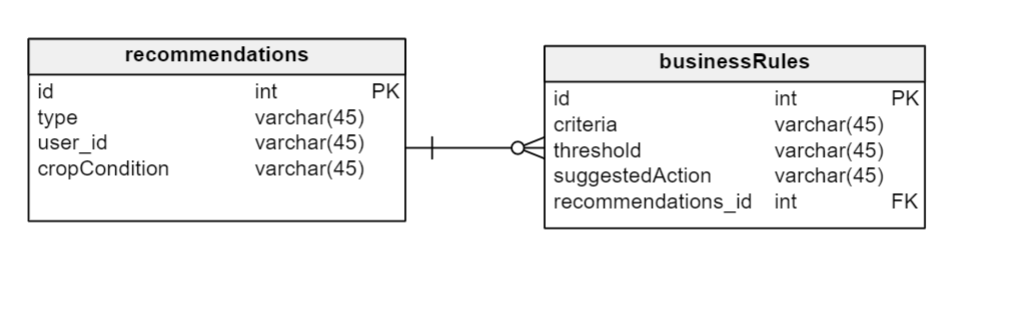 recommendations
id int PK
type varchar(45)
user_id varchar(45)
cropCondition varchar(45)
businessRules
id int PK
criteria varchar(45)
threshold varchar(45)
suggestedAction varchar(45)
recommendations_id int FK